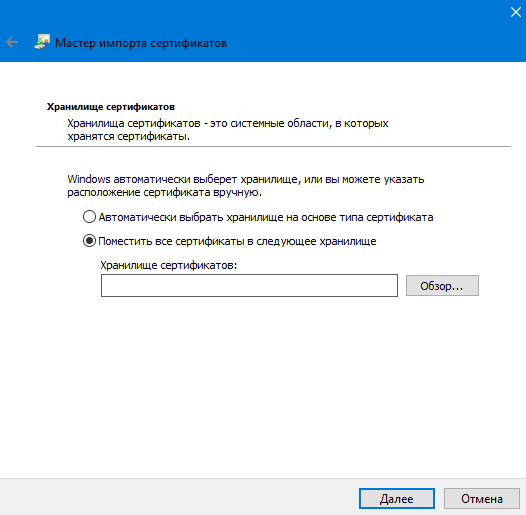 Мастер импорта сертификатов
Хранилище сертификатов
Хранилища сертификатов - это системные области, в которых
хранятся сертификаты.
Windows автоматически выберет хранилище, или вы можете указать
расположение сертификата вручную.
Автоматически выбрать хранилище на основе типа сертификата
Поместить все сертификаты в следующее хранилище
Хранилище сертификатов:
Обзор...
Далее
Отмена